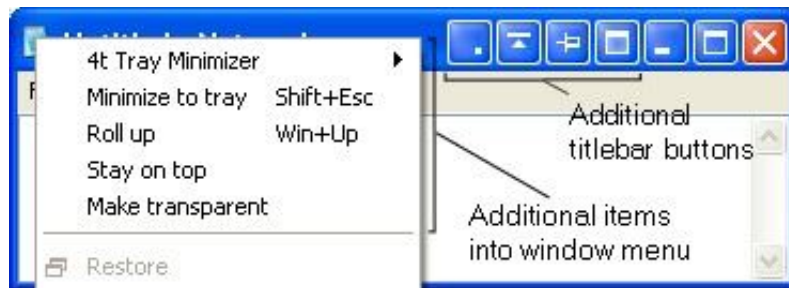 4t Tray Minimizer
Minimize to tray Shift+Esc
Roll up Win+Up
Stay on top
Make transparent
Restore
Additional
titlebar buttons
Additional items
into window menu